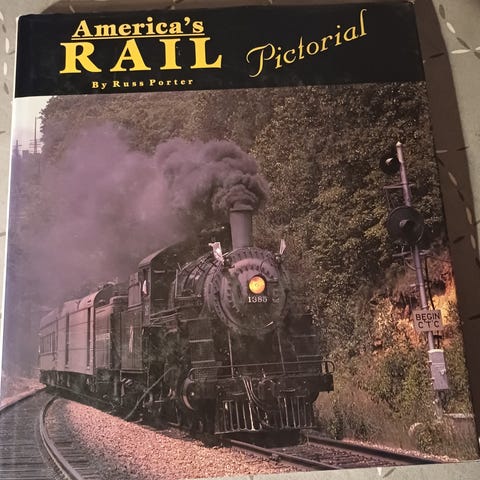 America's
RAIL Pictorial
By Russ Porter
1385
BEGIN
CTC